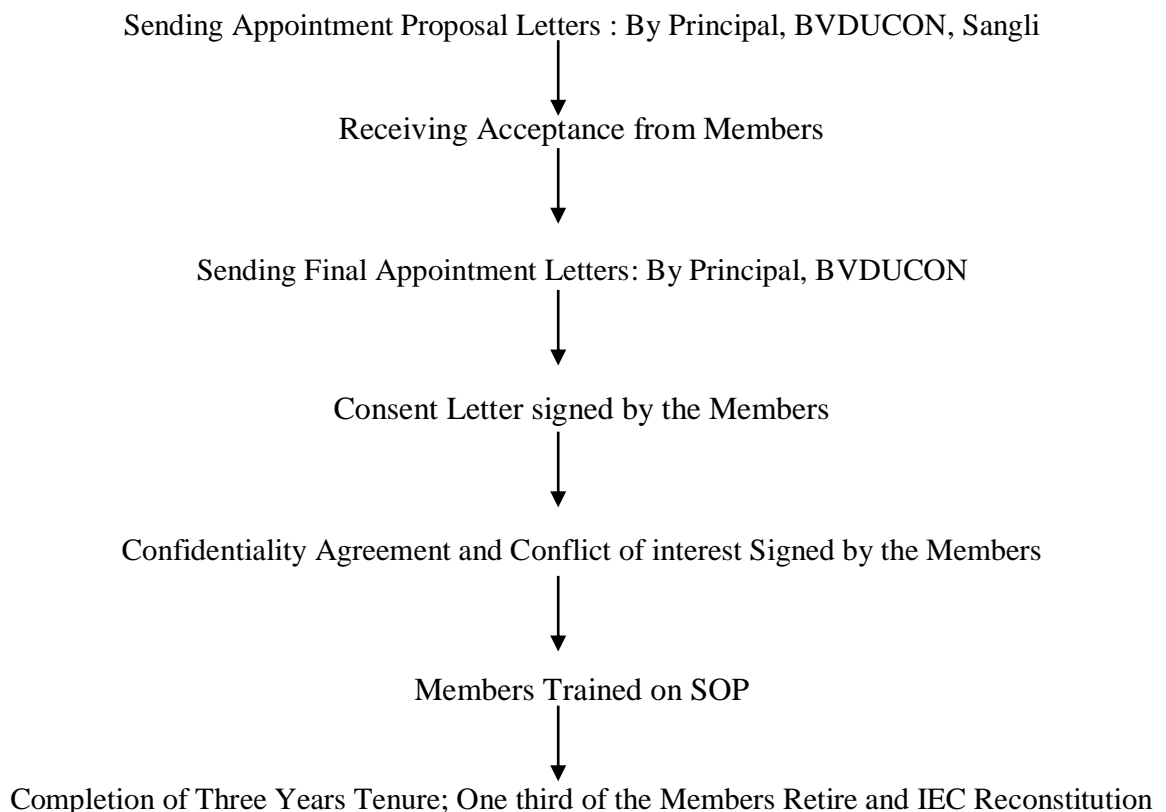 Sending Appointment Proposal Letters : By Principal, BVDUCON, Sangli
Receiving Acceptance from Members
Sending Final Appointment Letters: By Principal, BVDUCON
Consent Letter signed by the Members
Confidentiality Agreement and Conflict of interest Signed by the Members
Members Trained on SOP
Completion of Three Years Tenure; One third of the Members Retire and IEC Reconstitution